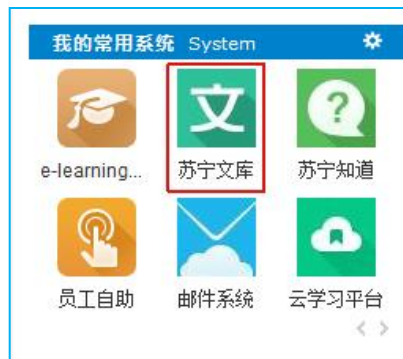 我的常用系统 System
文
?
e-learning...
苏宁文库
苏宁知道
员工自助
邮件系统
云学习平台